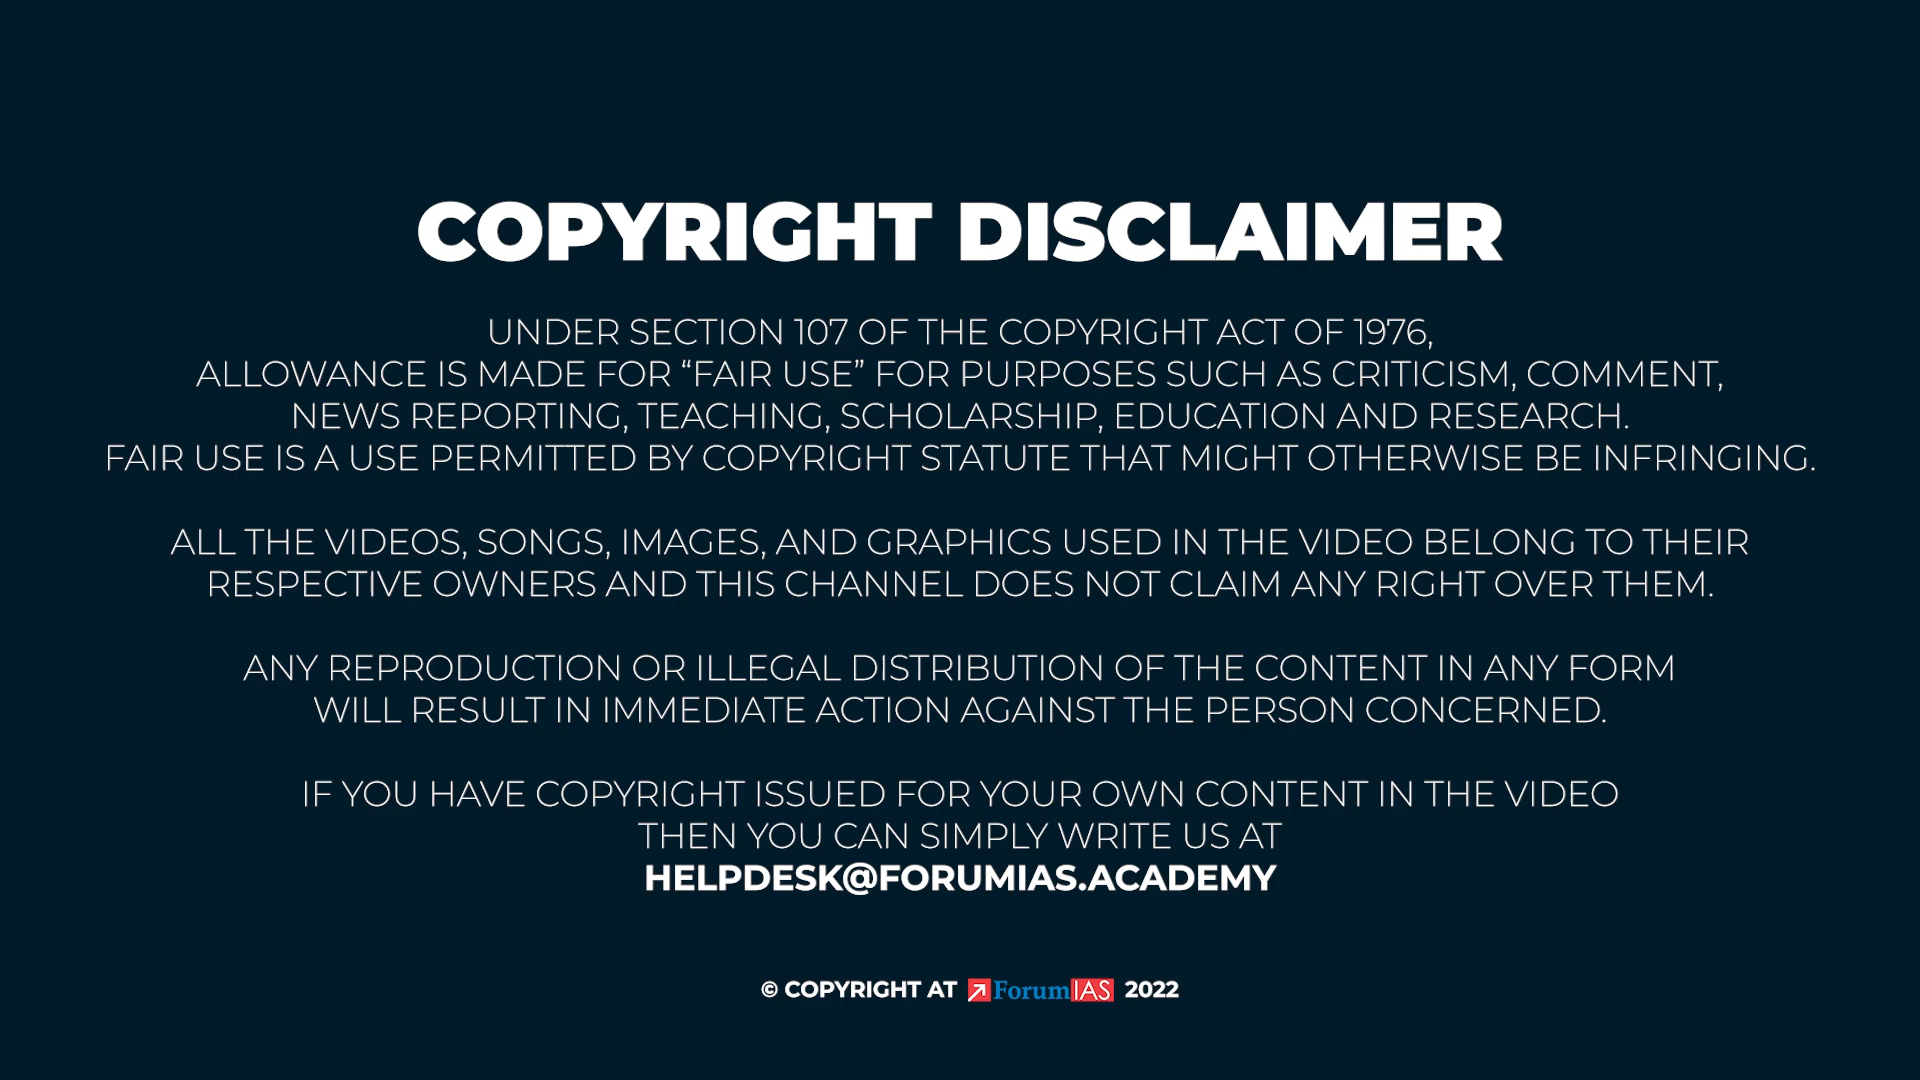 COPYRIGHT DISCLAIMER
UNDER SECTION 107 OF THE COPYRIGHT ACT OF 1976,
ALLOWANCE IS MADE FOR “FAIR USE” FOR PURPOSES SUCH AS CRITICISM, COMMENT,
NEWS REPORTING, TEACHING, SCHOLARSHIP, EDUCATION AND RESEARCH.
FAIR USE IS A USE PERMITTED BY COPYRIGHT STATUTE THAT MIGHT OTHERWISE BE INFRINGING.
ALL THE VIDEOS, SONGS, IMAGES, AND GRAPHICS USED IN THE VIDEO BELONG TO THEIR
RESPECTIVE OWNERS AND THIS CHANNEL DOES NOT CLAIM ANY RIGHT OVER THEM.
ANY REPRODUCTION OR ILLEGAL DISTRIBUTION OF THE CONTENT IN ANY FORM
WILL RESULT IN IMMEDIATE ACTION AGAINST THE PERSON CONCERNED.
IF YOU HAVE COPYRIGHT ISSUED FOR YOUR OWN CONTENT IN THE VIDEO
THEN YOU CAN SIMPLY WRITE US AT
HELPDESK@FORUMIAS.ACADEMY
© COPYRIGHT AT ForumIAS 2022